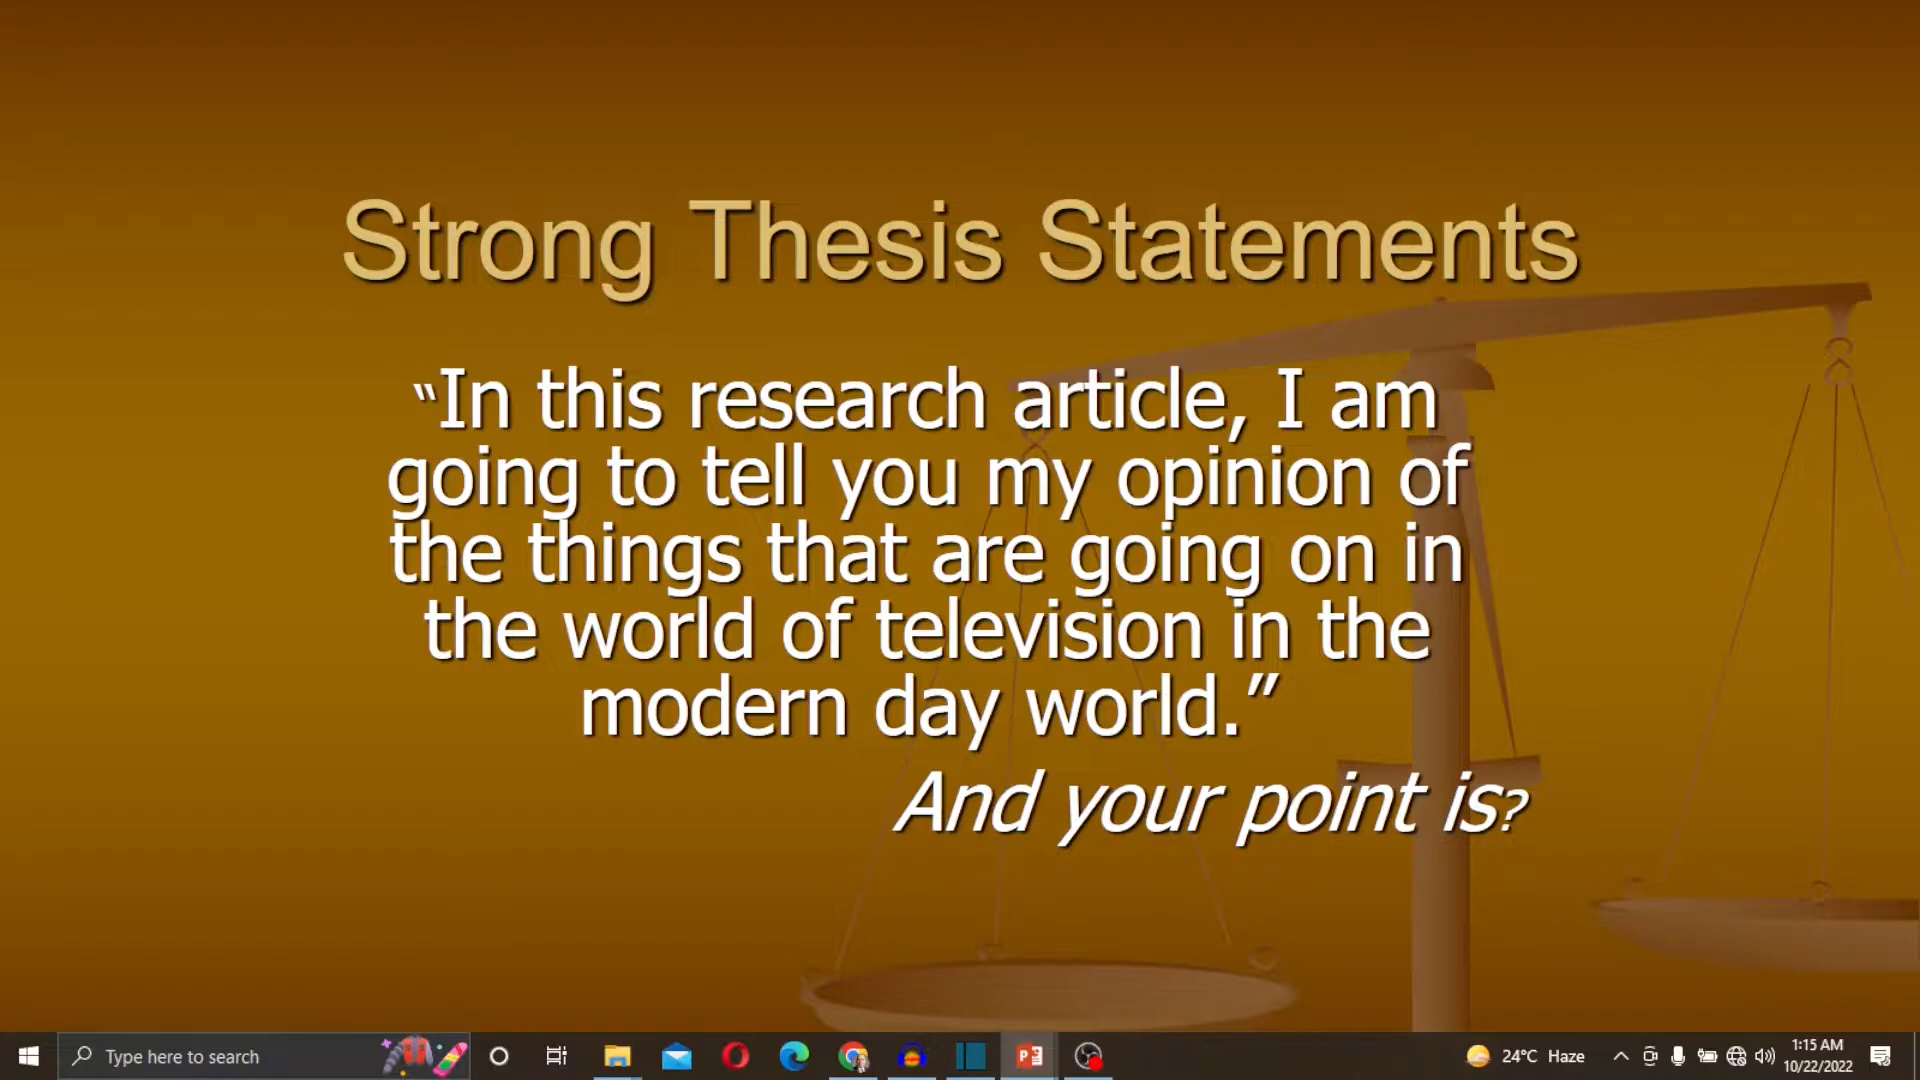 Strong Thesis Statements
“In this research article, I am
going to tell you my opinion of
the things that are going on in
the world of television in the
modern day world.”
And your point is?
Type here to search
24°C Haze
1:15 AM
10/22/2022